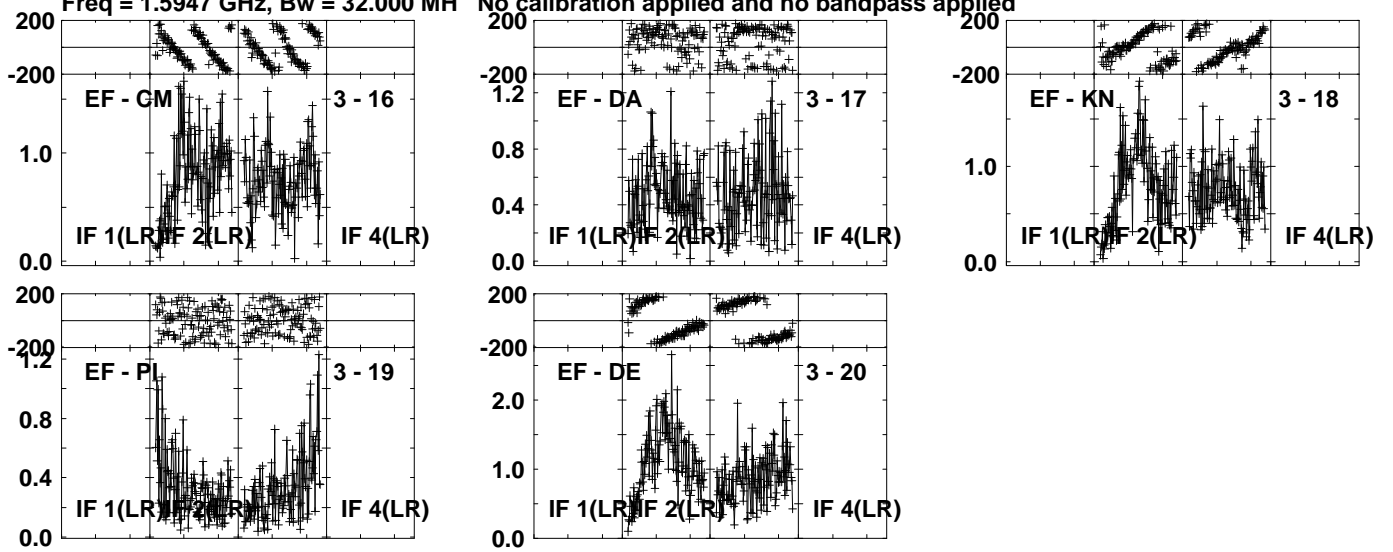 Freq = 1.5947 GHz, Bw = 32.000 MH No calibration applied and no bandpass applied
200
-200
EF - CM
3 - 16
1.0
0.0
IF 1(LR)
IF 2(LR)
IF 4(LR)
200
-200
1.2
EF - DA
3 - 17
0.8
0.4
0.0
IF 1(LR)
IF 2(LR)
IF 4(LR)
200
-200
EF - KN
3 - 18
1.0
0.0
IF 1(LR)
IF 2(LR)
IF 4(LR)
200
-200
1.2
EF - PI
3 - 19
0.8
0.4
0.0
IF 1(LR)
IF 2(LR)
IF 4(LR)
200
-200
EF - DE
3 - 20
2.0
1.0
0.0
IF 1(LR)
IF 2(LR)
IF 4(LR)